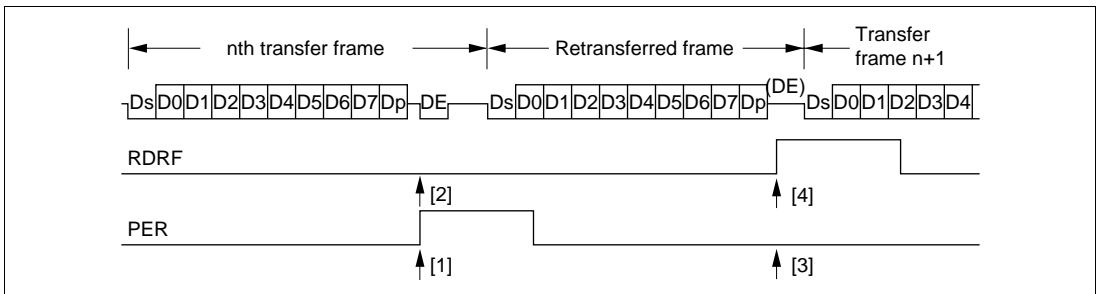 nth transfer frame
Retransferred frame
Transfer
frame n+1
Ds D0 D1 D2 D3 D4 D5 D6 D7 Dp DE Ds D0 D1 D2 D3 D4 D5 D6 D7 Dp (DE) Ds D0 D1 D2 D3 D4
RDRF
[2] [4]
PER
[1] [3]